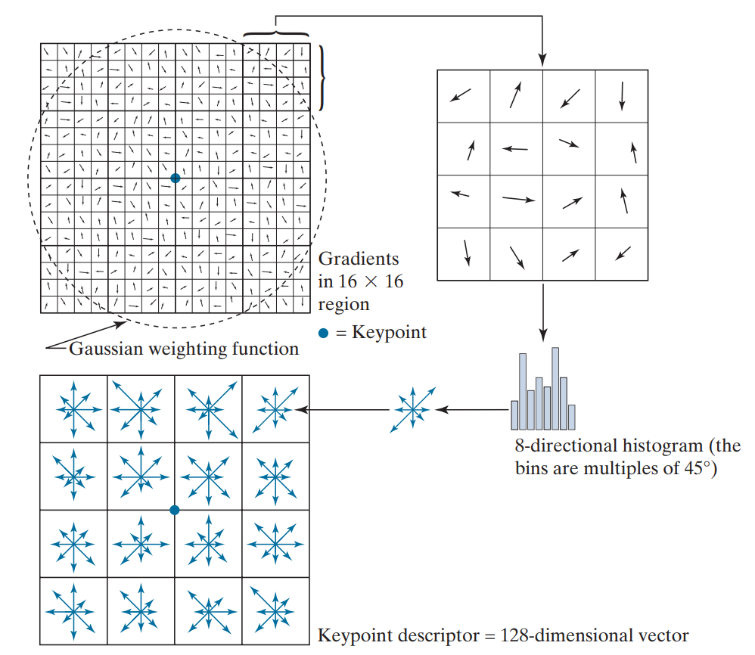 Gradients
in 16 × 16
region
= Keypoint
Gaussian weighting function
8-directional histogram (the
bins are multiples of 45°)
Keypoint descriptor = 128-dimensional vector